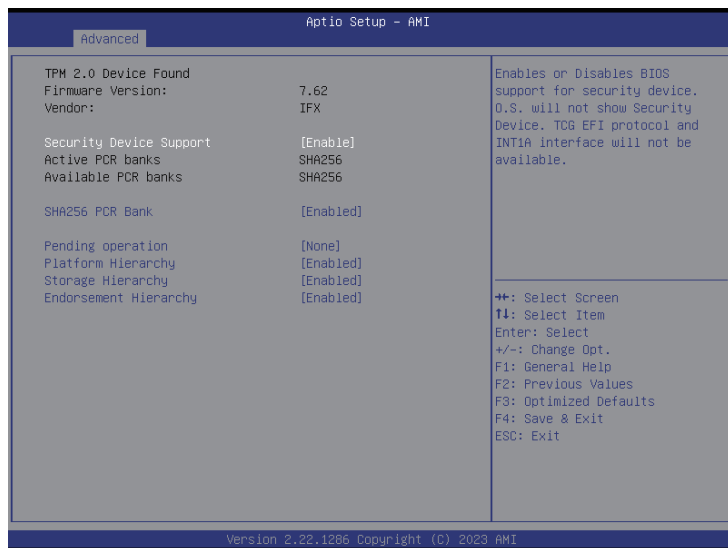 Aptio Setup - AMI
Advanced
TPM 2.0 Device Found
Firmware Version: 7.62
Vendor: IFX
Security Device Support [Enable]
Active PCR banks SHA256
Available PCR banks SHA256
SHA256 PCR Bank [Enabled]
Pending operation [None]
Platform Hierarchy [Enabled]
Storage Hierarchy [Enabled]
Endorsement Hierarchy [Enabled]
Enables or Disables BIOS
support for security device.
O.S. will not show Security
Device. TCG EFI protocol and
INT1A interface will not be
available.
→←: Select Screen
↑↓: Select Item
Enter: Select
+/-: Change Opt.
F1: General Help
F2: Previous Values
F3: Optimized Defaults
F4: Save & Exit
ESC: Exit
Version 2.22.1286 Copyright (C) 2023 AMI